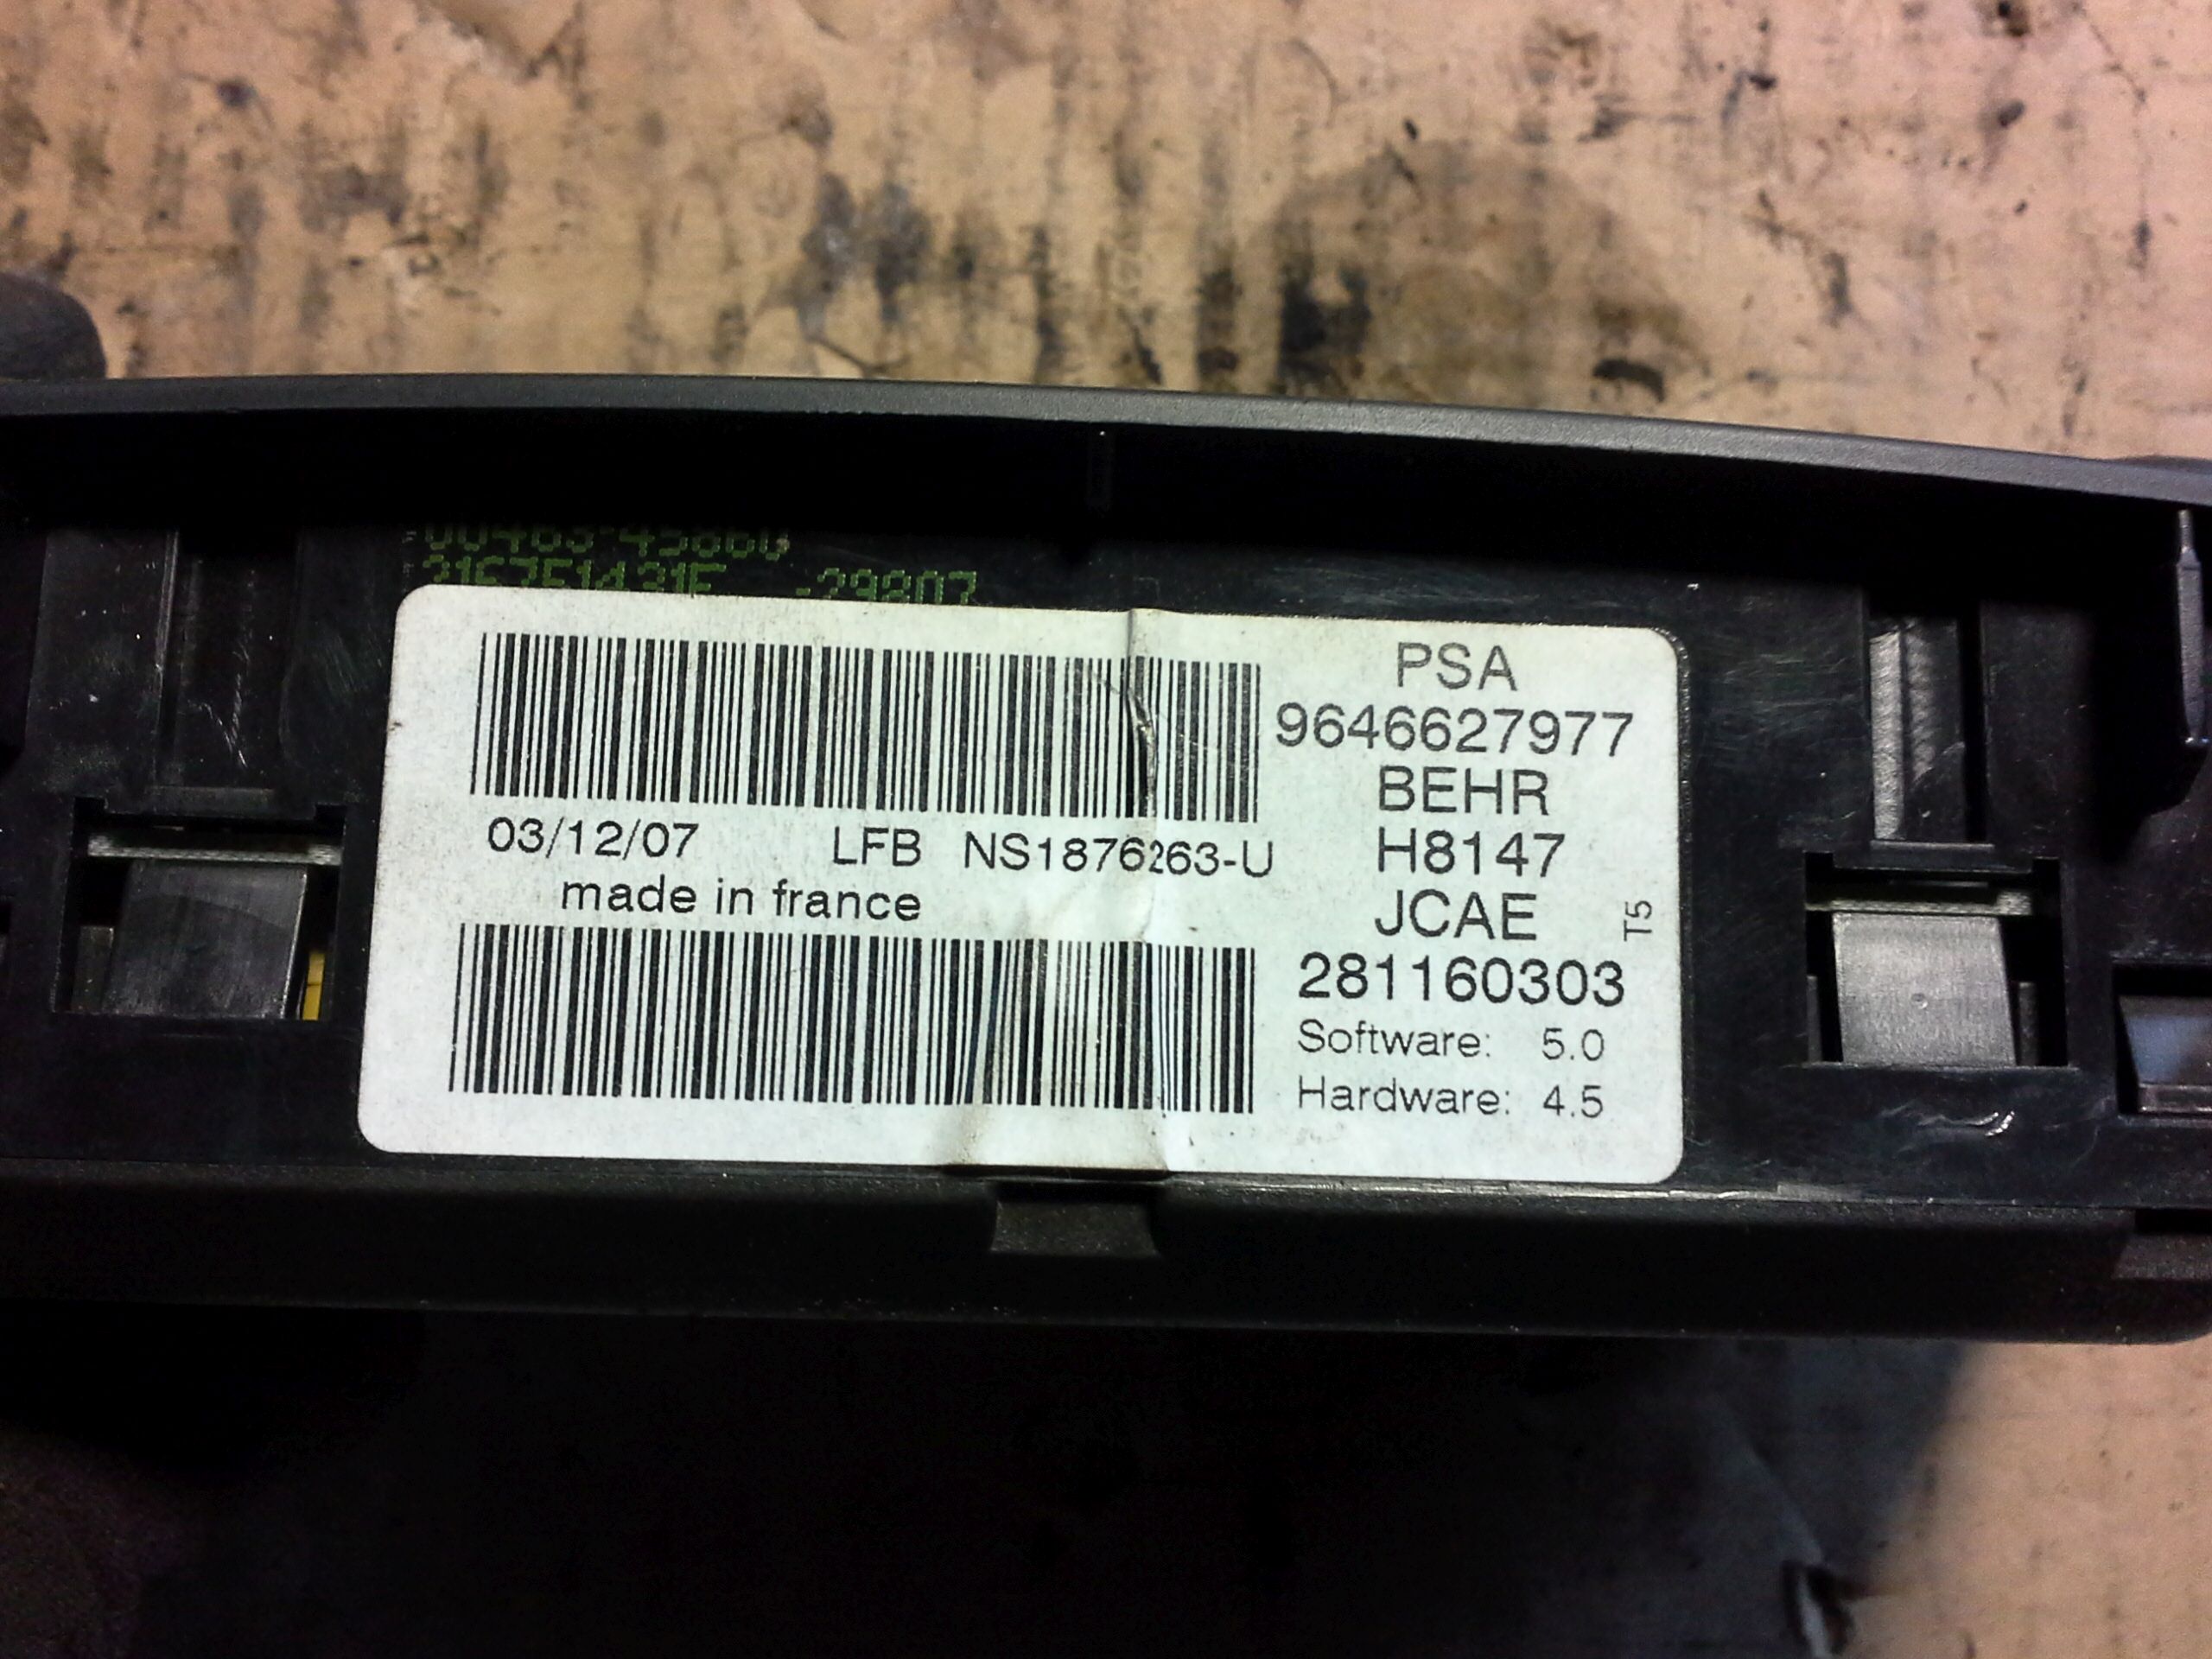 -29807
PSA
9646627977
BEHR
03/12/07 LFB NS1876263-U
H8147
made in france
JCAE
T5
281160303
Software: 5.0
Hardware: 4.5